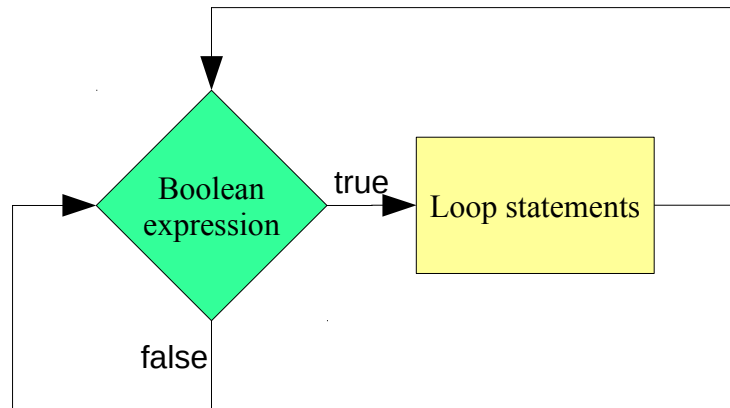 Boolean
expression
true
Loop statements
false